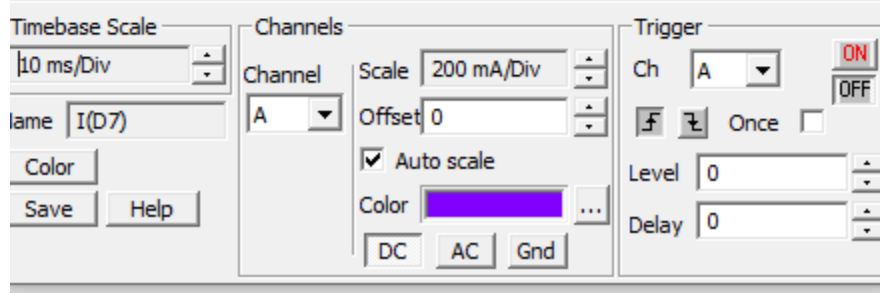 Timebase Scale
10 ms/Div
ame I(D7)
Color
Save Help
Channels
Channel
A
Scale 200 mA/Div
Offset 0
Auto scale
Color ...
DC AC Gnd
Trigger
Ch A ON
OFF
Once
Level 0
Delay 0